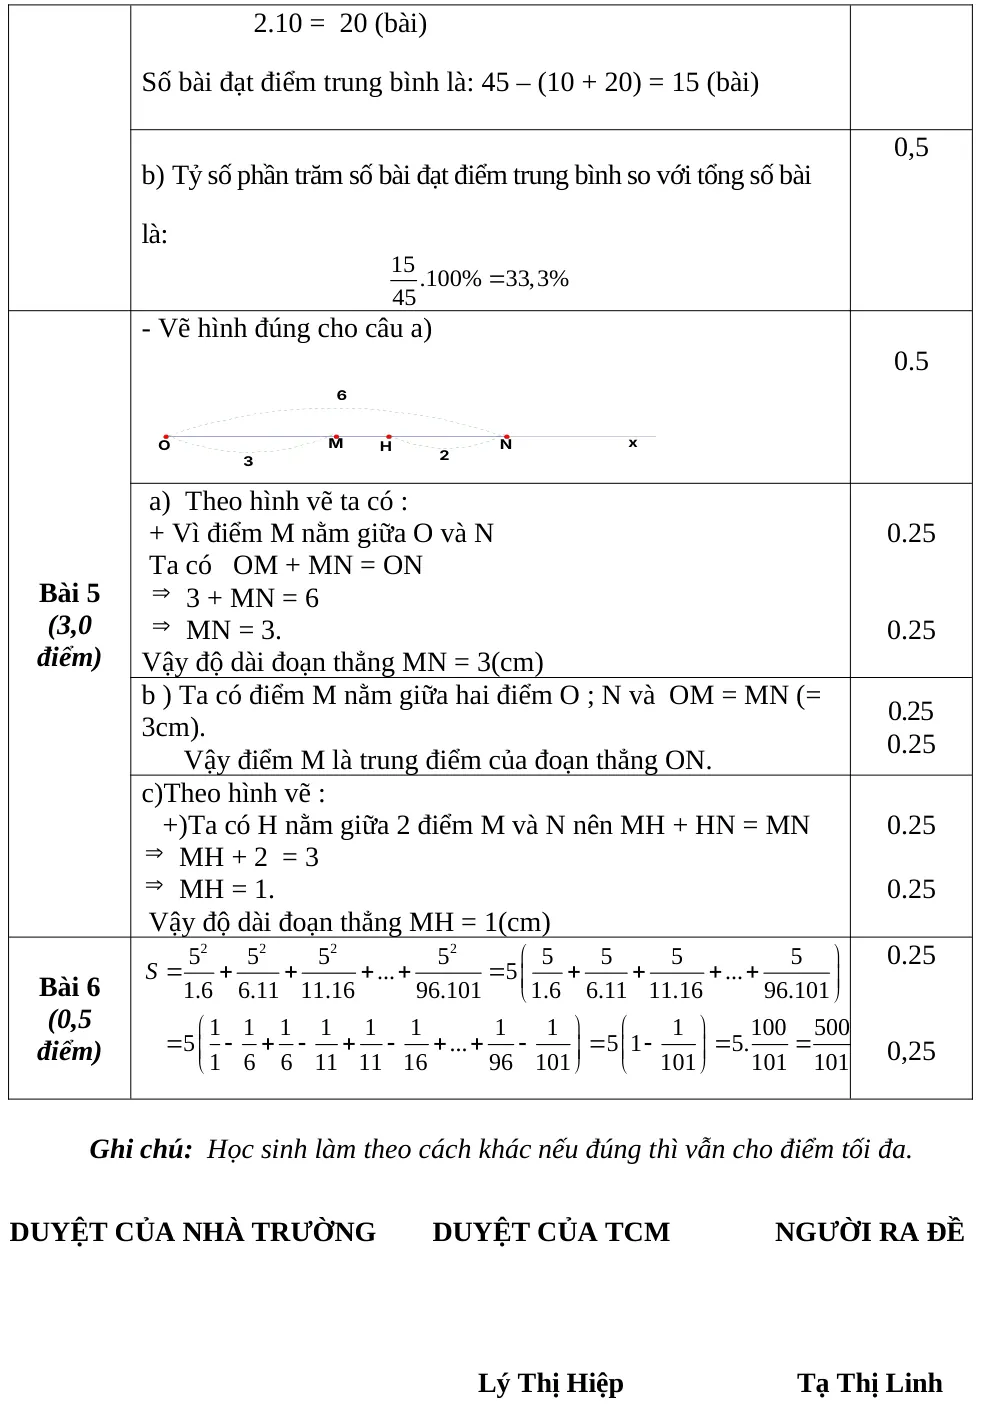 2.10 = 20 (bài)
Số bài đạt điểm trung bình là: 45 – (10 + 20) = 15 (bài)
b) Tỷ số phần trăm số bài đạt điểm trung bình so với tổng số bài
là:
0,5
15/45 .100% =33,3%
Bài 5
(3,0
điểm)
- Vẽ hình đúng cho câu a)
0.5
6
O M H N x
3 2
a) Theo hình vẽ ta có :
+ Vì điểm M nằm giữa O và N
0.25
Ta có OM + MN = ON
⇒ 3 + MN = 6
⇒ MN = 3.
0.25
Vậy độ dài đoạn thẳng MN = 3(cm)
b ) Ta có điểm M nằm giữa hai điểm O ; N và OM = MN (=
0.25
3cm).
0.25
Vậy điểm M là trung điểm của đoạn thẳng ON.
c)Theo hình vẽ :
+)Ta có H nằm giữa 2 điểm M và N nên MH + HN = MN
0.25
⇒ MH + 2 = 3
⇒ MH = 1.
0.25
Vậy độ dài đoạn thẳng MH = 1(cm)
Bài 6
(0,5
điểm)
S = 5²/1.6 + 5²/6.11 + 5²/11.16 + ... + 5²/96.101 = 5(5/1.6 + 5/6.11 + 5/11.16 + ... + 5/96.101)
0.25
=5(1/1 - 1/6 + 1/6 - 1/11 + 1/11 - 1/16 + ... + 1/96 - 1/101) = 5(1 - 1/101) = 5.100/101 = 500/101
0,25
Ghi chú: Học sinh làm theo cách khác nếu đúng thì vẫn cho điểm tối đa.
DUYỆT CỦA NHÀ TRƯỜNG DUYỆT CỦA TCM NGƯỜI RA ĐỀ
Lý Thị Hiệp Tạ Thị Linh